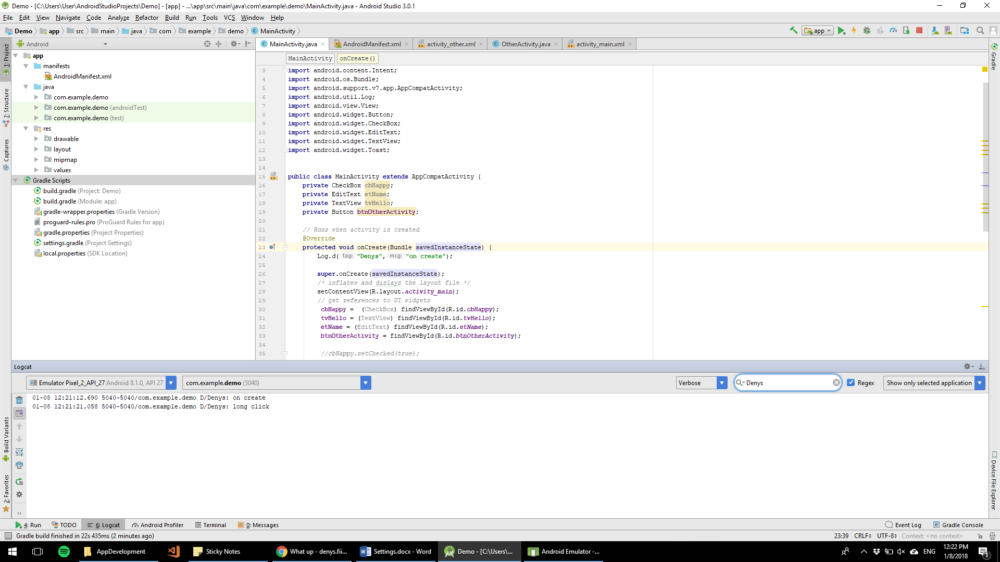 Demo - [C:\Users\User\AndroidStudioProjects\Demo] - [app] - ...\app\src\main\java\com\example\demo\MainActivity.java - Android Studio 3.0.1
File Edit View Navigate Code Analyze Refactor Build Run Tools VCS Window Help
Demo app src main java com example demo MainActivity
app
Android
MainActivity.java AndroidManifest.xml activity_other.xml OtherActivity.java activity_main.xml
MainActivity onCreate()
1: Project
7: Structure
Captures
Build Variants
2: Favorites
Gradle
Device File Explorer
app
manifests
AndroidManifest.xml
java
com.example.demo
com.example.demo (androidTest)
com.example.demo (test)
res
drawable
layout
mipmap
values
Gradle Scripts
build.gradle (Project: Demo)
build.gradle (Module: app)
gradle-wrapper.properties (Gradle Version)
proguard-rules.pro (ProGuard Rules for app)
gradle.properties (Project Properties)
settings.gradle (Project Settings)
local.properties (SDK Location)
3 import android.content.Intent;
4 import android.os.Bundle;
5 import android.support.v7.app.AppCompatActivity;
6 import android.util.Log;
7 import android.view.View;
8 import android.widget.Button;
9 import android.widget.CheckBox;
10 import android.widget.EditText;
11 import android.widget.TextView;
12 import android.widget.Toast;
13
14
15 public class MainActivity extends AppCompatActivity {
16 private CheckBox cbHappy;
17 private EditText etName;
18 private TextView tvHello;
19 private Button btnOtherActivity;
20
21 // Runs when activity is created
22 @Override
23 protected void onCreate(Bundle savedInstanceState) {
24 Log.d( tag: "Denys", msg: "on create");
25
26 super.onCreate(savedInstanceState);
27 /* inflates and dislays the layout file */
28 setContentView(R.layout.activity_main);
29 // get references to UI widgets
30 cbHappy = (CheckBox) findViewById(R.id.cbHappy);
31 tvHello = (TextView) findViewById(R.id.tvHello);
32 etName = (EditText) findViewById(R.id.etName);
33 btnOtherActivity = findViewById(R.id.btnOtherActivity);
34
35 //cbHappy.setChecked(true);
Logcat
Emulator Pixel_2_API_27 Android 8.1.0, API 27 com.example.demo (5040) Verbose Denys Regex Show only selected application
01-08 12:21:12.690 5040-5040/com.example.demo D/Denys: on create
01-08 12:21:21.058 5040-5040/com.example.demo D/Denys: long click
4: Run TODO 6: Logcat Android Profiler Terminal 0: Messages Event Log Gradle Console
Gradle build finished in 22s 435ms (2 minutes ago) 23:39 CRLF UTF-8 Context: <no context>
AppDevelopment Sticky Notes What up - denys.fii... Settings.docx - Word Demo - [C:\Users\... Android Emulator -... ENG 12:22 PM
1/8/2018 1